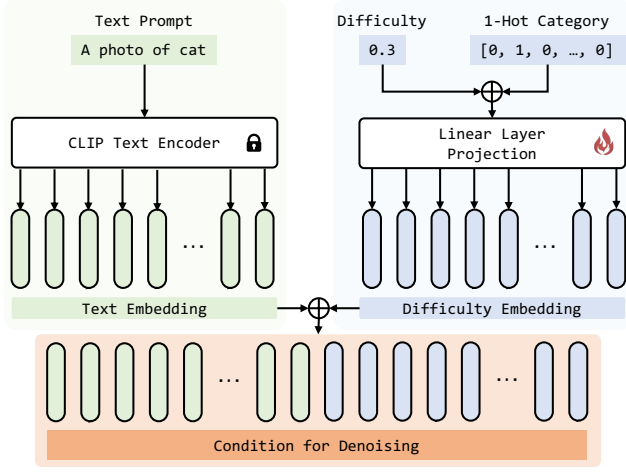 Text Prompt
A photo of cat
CLIP Text Encoder
...
Text Embedding
Difficulty
0.3
1-Hot Category
[0, 1, 0, …, 0]
Linear Layer
Projection
...
Difficulty Embedding
...
...
Condition for Denoising